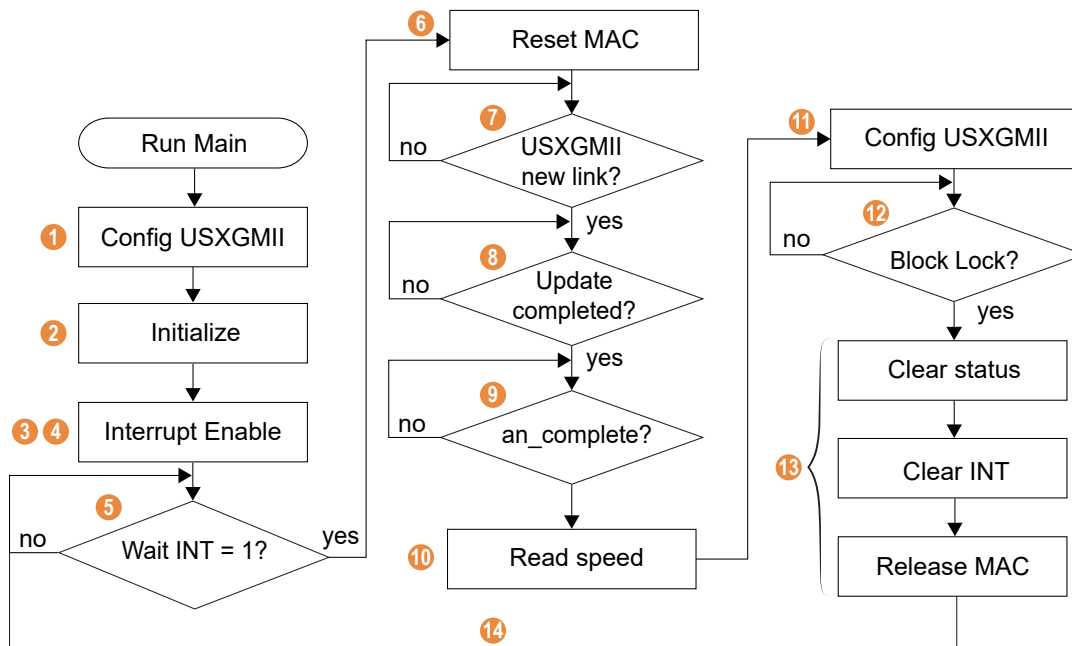 Run Main
1
Config USXGMII
2
Initialize
3 4
Interrupt Enable
5
no
Wait INT = 1?
yes
6
Reset MAC
7
no
USXGMII
new link?
yes
8
no
Update
completed?
yes
9
no
an_complete?
10
Read speed
11
Config USXGMII
12
no
Block Lock?
yes
13
Clear status
Clear INT
Release MAC
14